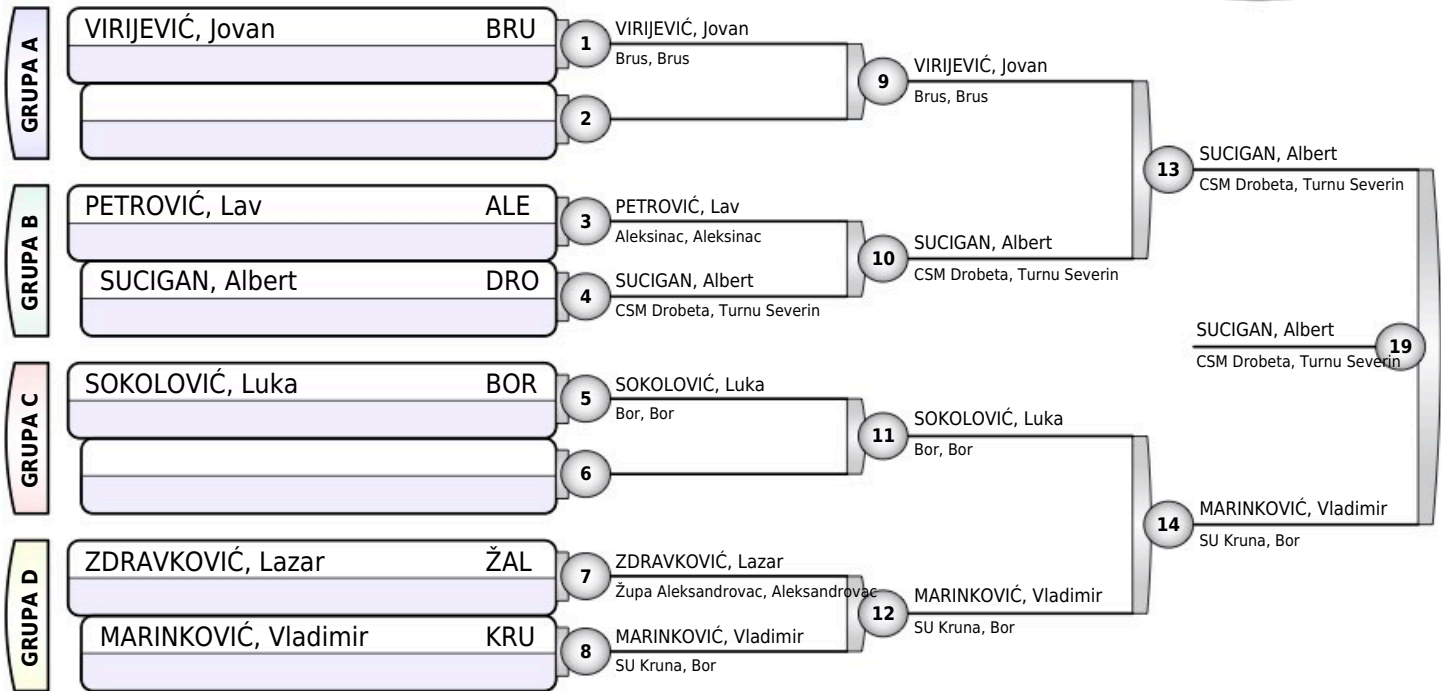 GRUPA A
VIRIJEVIĆ, Jovan BRU
1
2
GRUPA B
PETROVIĆ, Lav ALE
SUCIGAN, Albert DRO
3
4
GRUPA C
SOKOLOVIĆ, Luka BOR
5
6
GRUPA D
ZDRAVKOVIĆ, Lazar ŽAL
MARINKOVIĆ, Vladimir KRU
7
8
VIRIJEVIĆ, Jovan
Brus, Brus
PETROVIĆ, Lav
Aleksinac, Aleksinac
SUCIGAN, Albert
CSM Drobeta, Turnu Severin
SOKOLOVIĆ, Luka
Bor, Bor
ZDRAVKOVIĆ, Lazar
Župa Aleksandrovac, Aleksandrovac
MARINKOVIĆ, Vladimir
SU Kruna, Bor
9
VIRIJEVIĆ, Jovan
Brus, Brus
10
SUCIGAN, Albert
CSM Drobeta, Turnu Severin
11
SOKOLOVIĆ, Luka
Bor, Bor
12
MARINKOVIĆ, Vladimir
SU Kruna, Bor
13
SUCIGAN, Albert
CSM Drobeta, Turnu Severin
14
MARINKOVIĆ, Vladimir
SU Kruna, Bor
SUCIGAN, Albert
CSM Drobeta, Turnu Severin
19